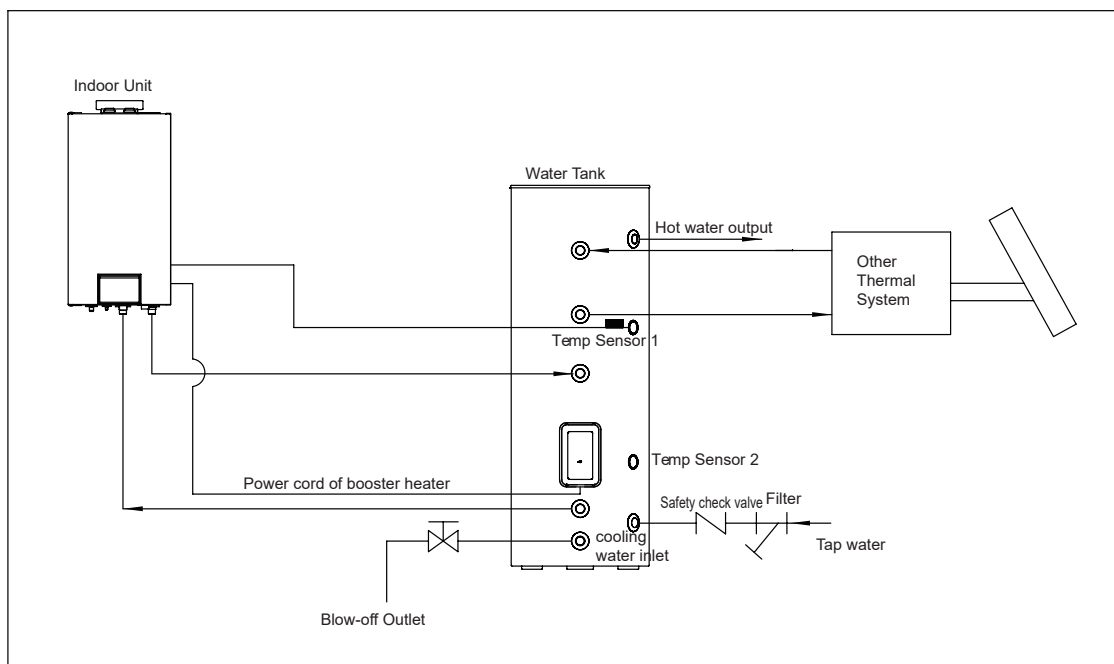 Indoor Unit
Water Tank
Hot water output
Other
Thermal
System
Temp Sensor 1
Temp Sensor 2
Power cord of booster heater
Safety check valve
Filter
cooling
water inlet
Tap water
Blow-off Outlet